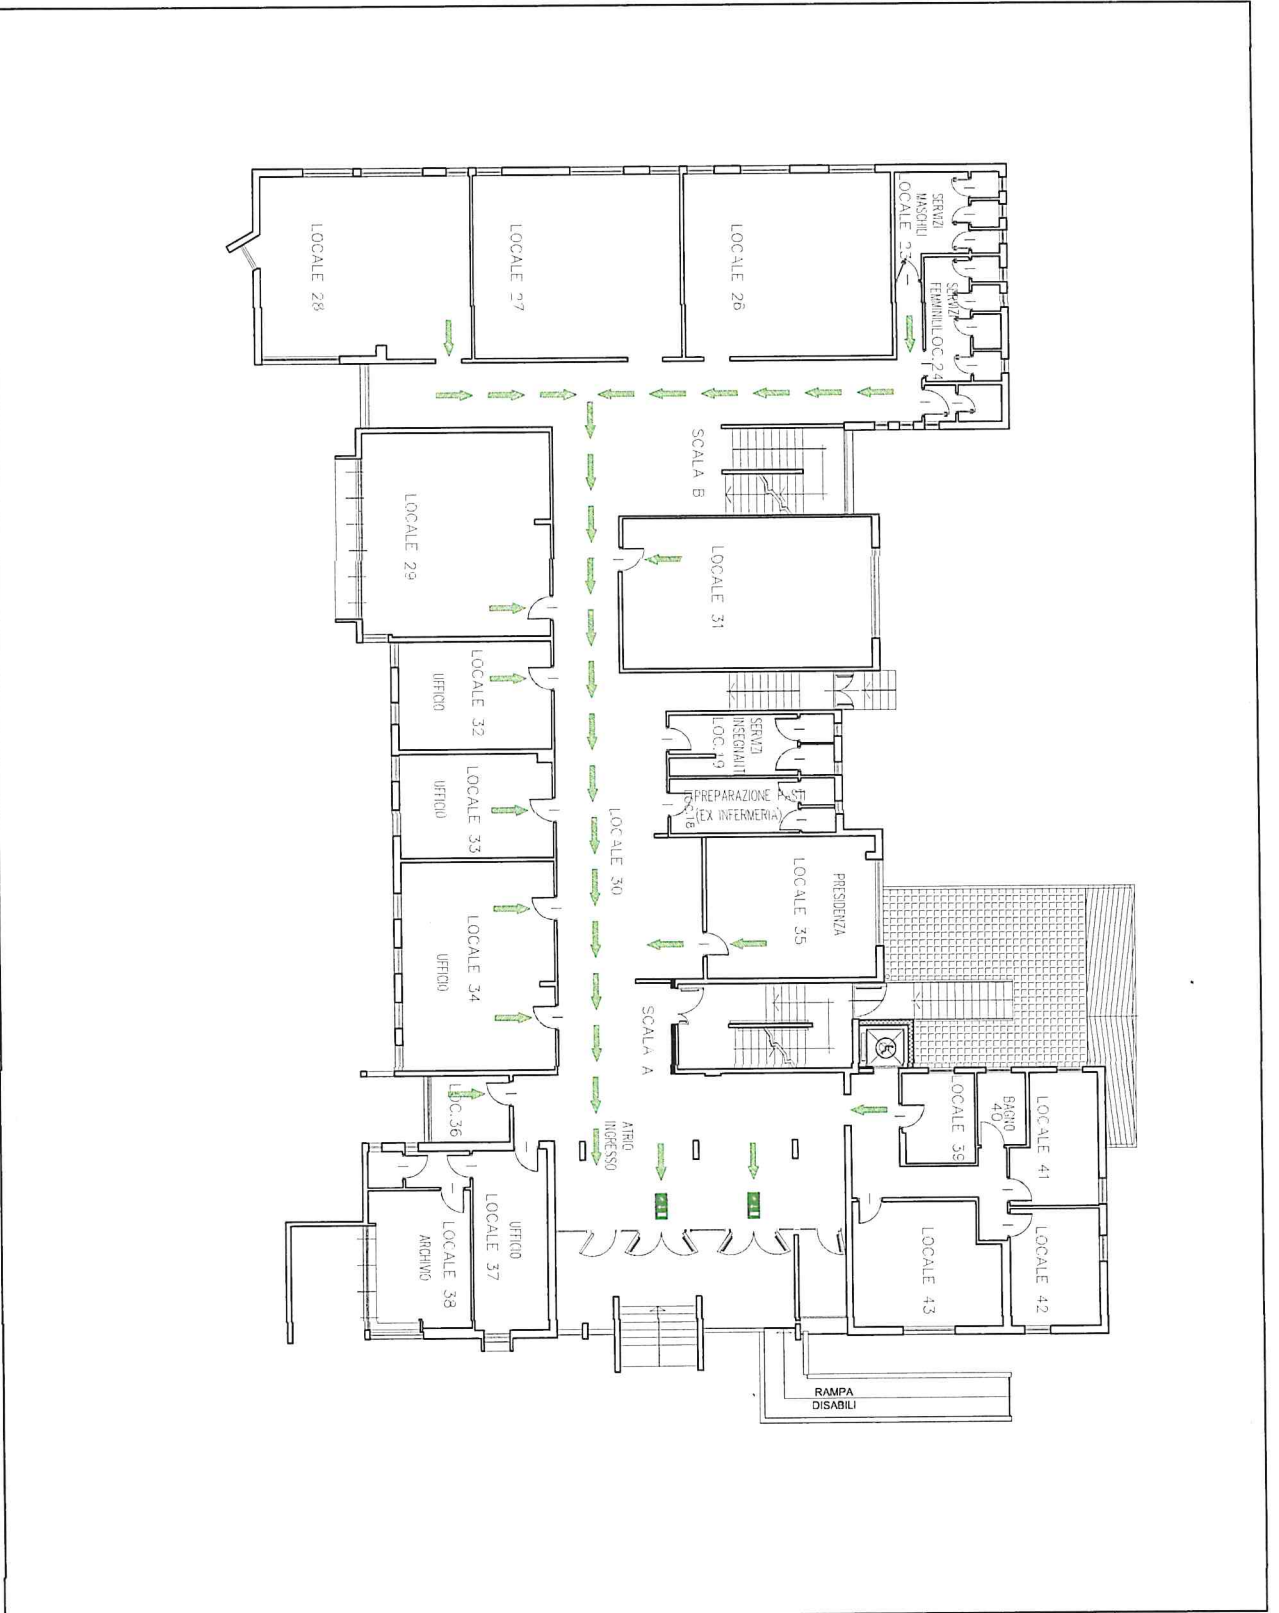 SERVIZI
MASCHILI
LOCALE 23
SERVIZI
FEMMINILI LOC. 24
LOCALE 26
LOCALE 27
LOCALE 28
SCALA B
LOCALE 29
LOCALE 31
LOCALE 32
UFFICIO
SERVIZI
INSEGNANTI
LOC.19
LOCALE 33
UFFICIO
PREPARAZIONE PASTI
(EX INFERMERIA)
LOC.18
LOCALE 30
PRESIDENZA
LOCALE 35
LOCALE 34
UFFICIO
SCALA A
LOC.36
ATRIO
INGRESSO
LOCALE 39
BAGNO
40
LOCALE 41
LOCALE 42
LOCALE 43
UFFICIO
LOCALE 37
LOCALE 38
ARCHIVIO
RAMPA
DISABILI